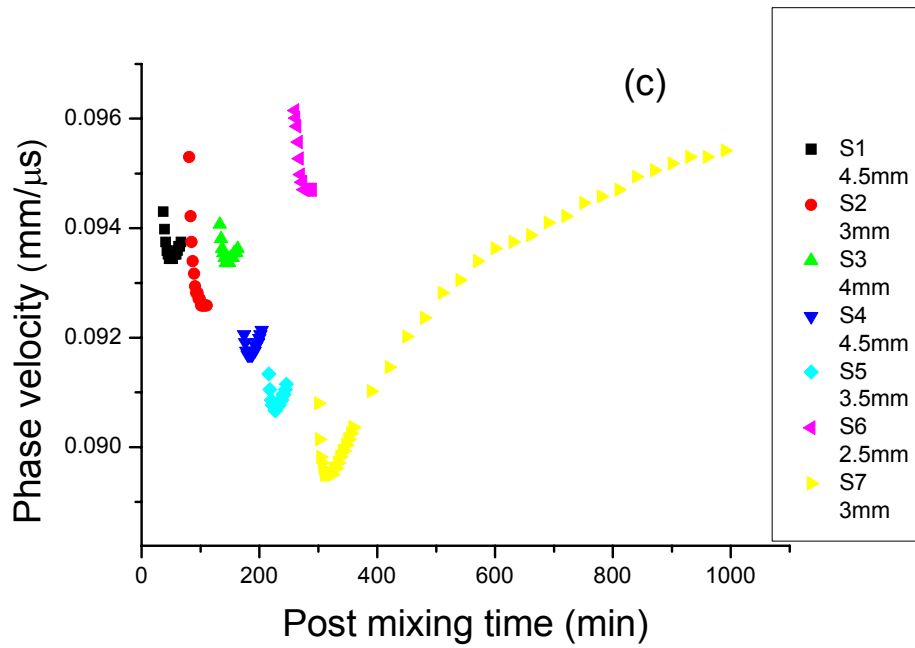 (c)
0.096
0.094
0.092
0.090
Phase velocity (mm/μs)
0
200
400
600
800
1000
Post mixing time (min)
S1
4.5mm
S2
3mm
S3
4mm
S4
4.5mm
S5
3.5mm
S6
2.5mm
S7
3mm